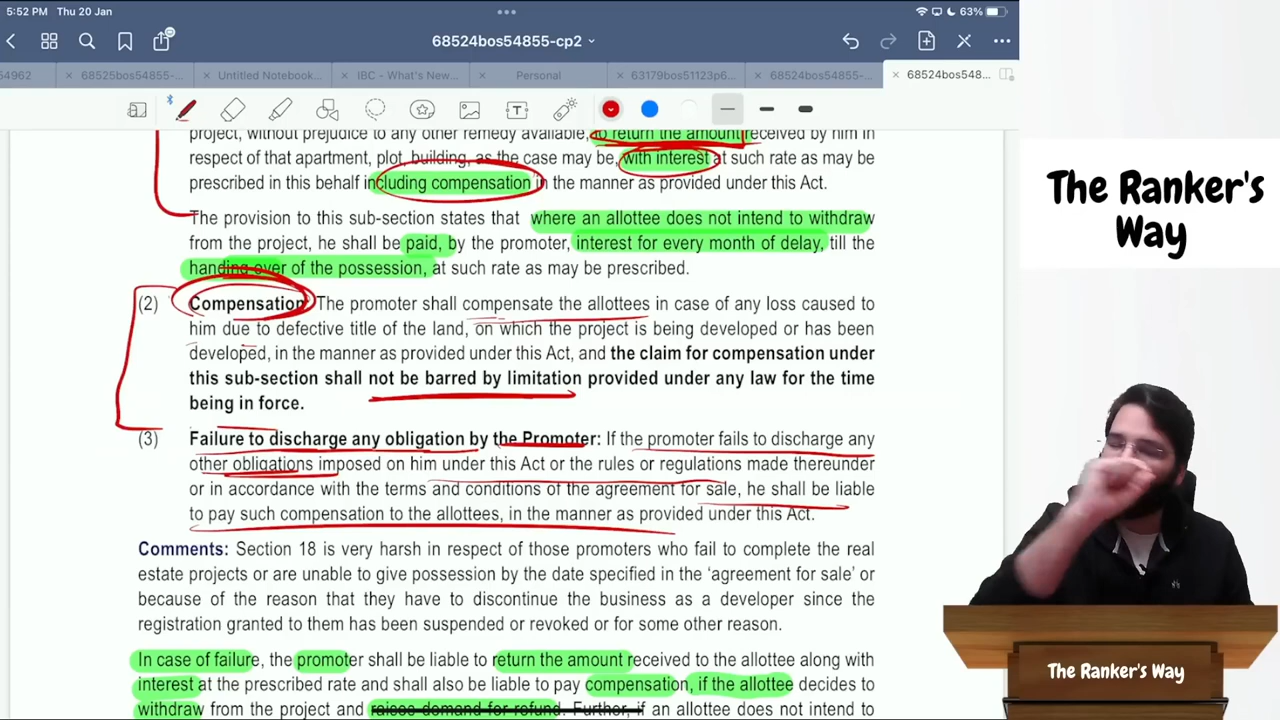 5:52 PM Thu 20 Jan
63%
68524bos54855-cp2
54962
68525bos54855-...
Untitled Notebook...
IBC - What's New...
Personal
63179bos51123p6...
68524bos54855-...
68524bos548...
project, without prejudice to any other remedy available, to return the amount received by him in
respect of that apartment, plot, building, as the case may be, with interest at such rate as may be
prescribed in this behalf including compensation in the manner as provided under this Act.
The provision to this sub-section states that where an allottee does not intend to withdraw
from the project, he shall be paid, by the promoter, interest for every month of delay, till the
handing over of the possession, at such rate as may be prescribed.
(2) Compensation: The promoter shall compensate the allottees in case of any loss caused to
him due to defective title of the land, on which the project is being developed or has been
developed, in the manner as provided under this Act, and the claim for compensation under
this sub-section shall not be barred by limitation provided under any law for the time
being in force.
(3) Failure to discharge any obligation by the Promoter: If the promoter fails to discharge any
other obligations imposed on him under this Act or the rules or regulations made thereunder
or in accordance with the terms and conditions of the agreement for sale, he shall be liable
to pay such compensation to the allottees, in the manner as provided under this Act.
Comments: Section 18 is very harsh in respect of those promoters who fail to complete the real
estate projects or are unable to give possession by the date specified in the ‘agreement for sale’ or
because of the reason that they have to discontinue the business as a developer since the
registration granted to them has been suspended or revoked or for some other reason.
In case of failure, the promoter shall be liable to return the amount received to the allottee along with
interest at the prescribed rate and shall also be liable to pay compensation, if the allottee decides to
withdraw from the project and raises demand for refund. Further, if an allottee does not intend to
The Ranker's
Way
The Ranker's Way